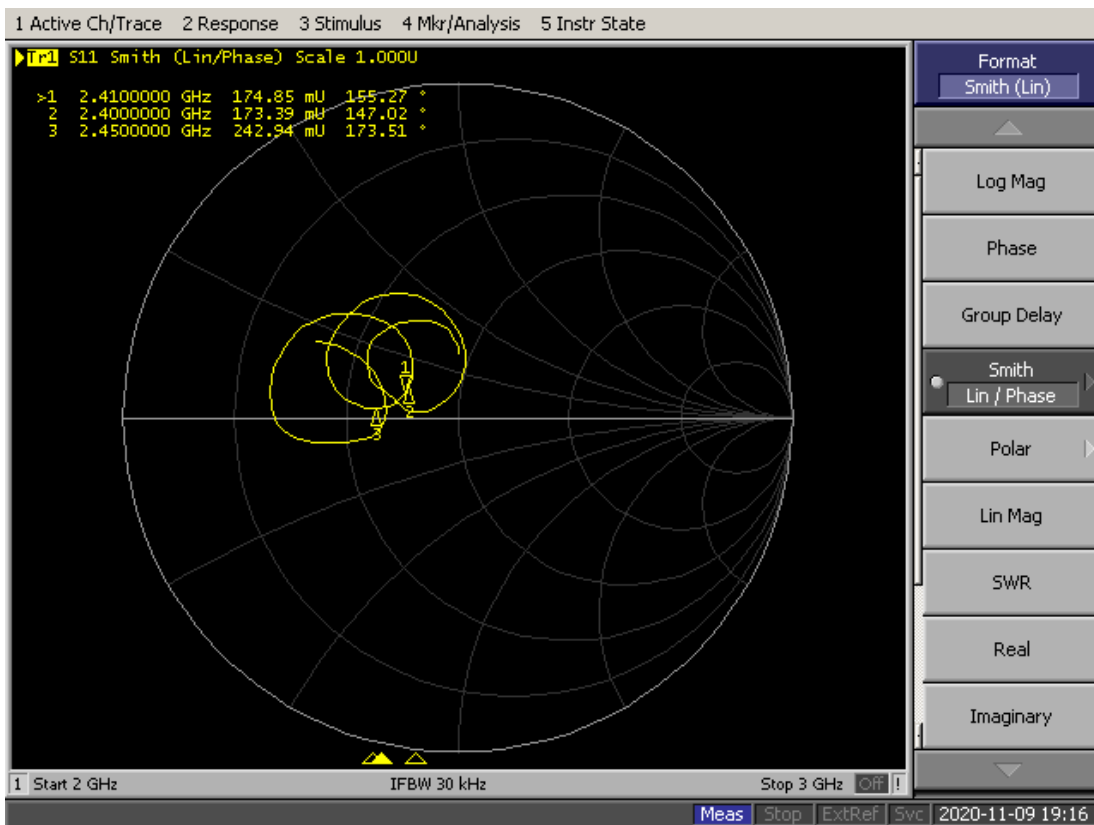 1 Active Ch/Trace 2 Response 3 Stimulus 4 Mkr/Analysis 5 Instr State
Tr1 S11 Smith (Lin/Phase) Scale 1.000U
>1 2.4100000 GHz 174.85 mU 155.27 °
2 2.4000000 GHz 173.39 mU 147.02 °
3 2.4500000 GHz 242.94 mU 173.51 °
1
2
3
Format
Smith (Lin)
Log Mag
Phase
Group Delay
Smith
Lin / Phase
Polar
Lin Mag
SWR
Real
Imaginary
1 Start 2 GHz IFBW 30 kHz Stop 3 GHz Off !
Meas Stop ExtRef Svc 2020-11-09 19:16